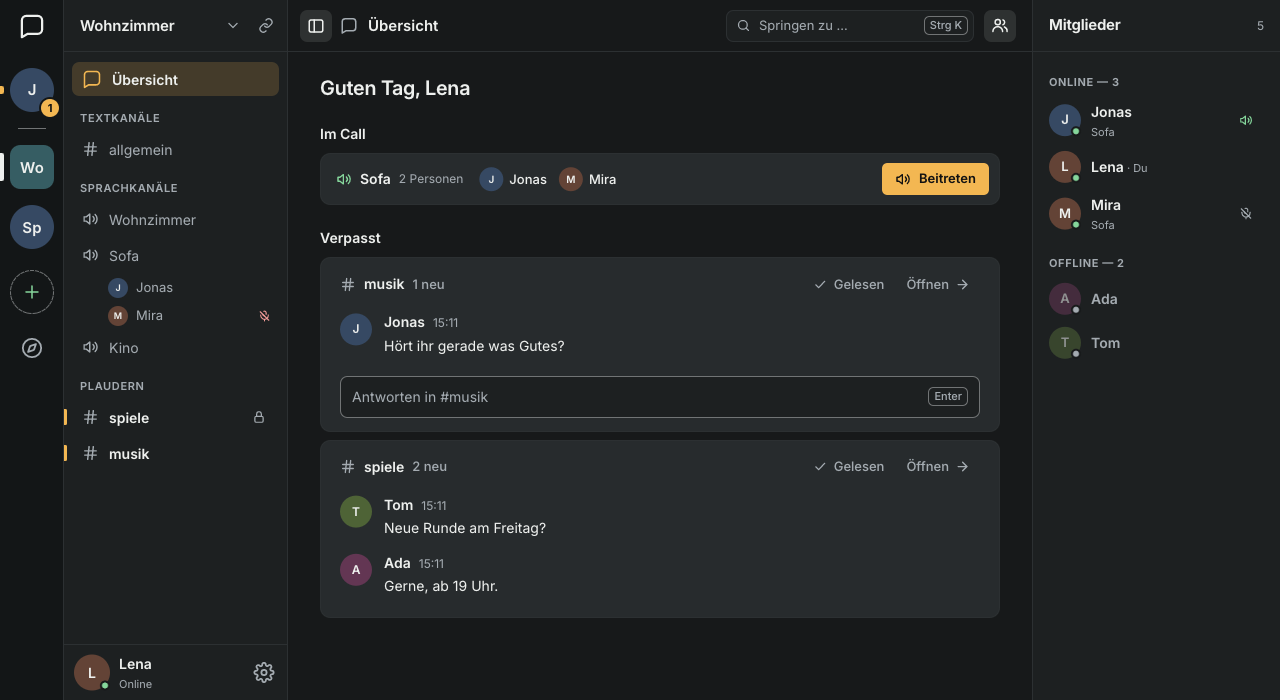 J
1
Wo
Sp
Wohnzimmer
Übersicht
TEXTKANÄLE
allgemein
SPRACHKANÄLE
Wohnzimmer
Sofa
J Jonas
M Mira
Kino
PLAUDERN
# spiele
# musik
L Lena
Online
Übersicht
Springen zu ... Strg K
Guten Tag, Lena
Im Call
Sofa 2 Personen J Jonas M Mira Beitreten
Verpasst
# musik 1 neu Gelesen Öffnen
J Jonas 15:11
Hört ihr gerade was Gutes?
Antworten in #musik Enter
# spiele 2 neu Gelesen Öffnen
T Tom 15:11
Neue Runde am Freitag?
A Ada 15:11
Gerne, ab 19 Uhr.
Mitglieder 5
ONLINE — 3
J Jonas
Sofa
L Lena · Du
M Mira
Sofa
OFFLINE — 2
A Ada
T Tom